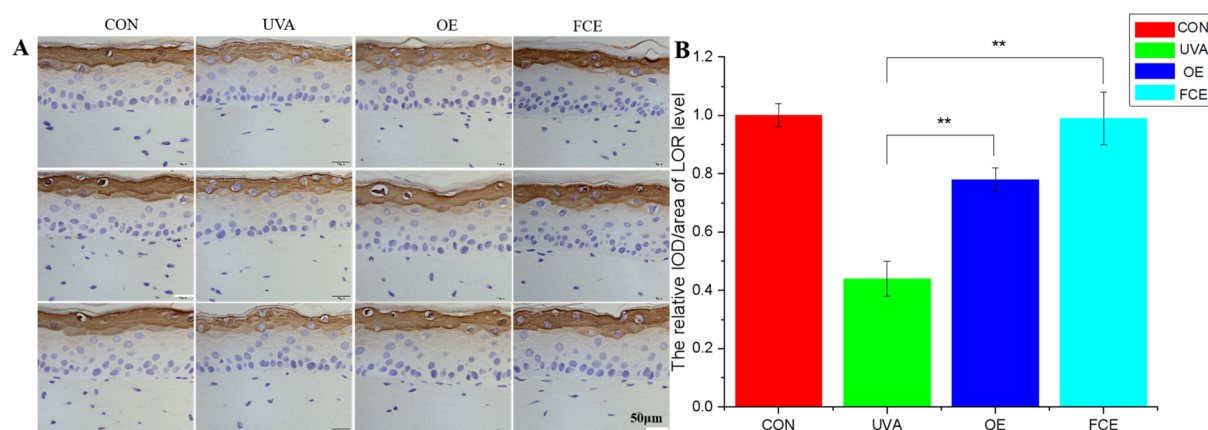 A
CON UVA OE FCE
50μm
B
CON
UVA
OE
FCE
**
**
The relative IOD/area of LOR level
1.2
1.0
0.8
0.6
0.4
0.2
0.0
CON UVA OE FCE